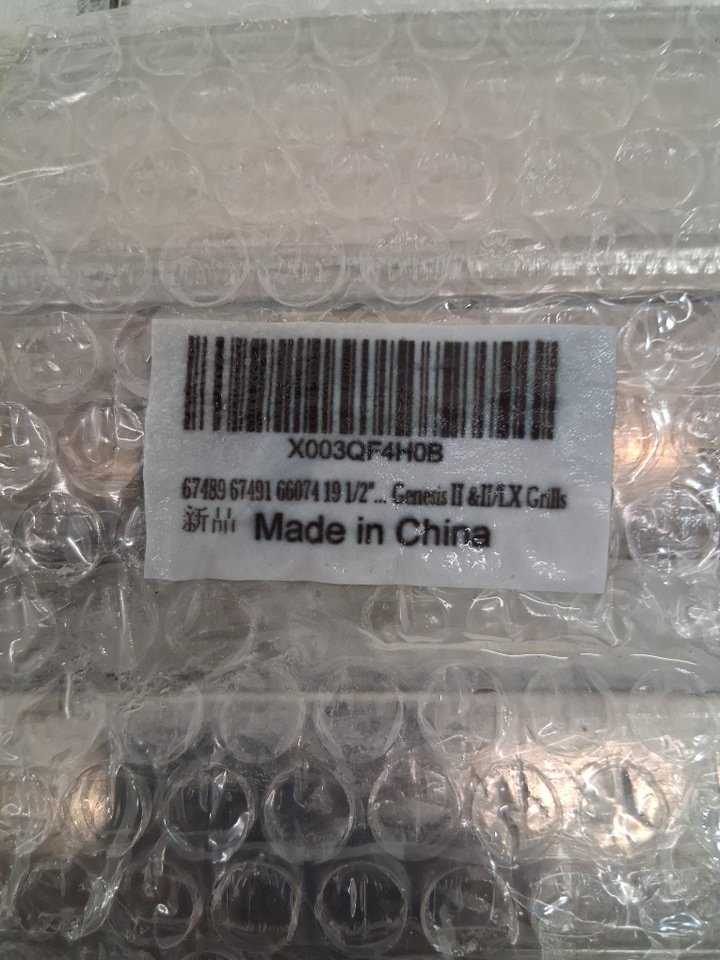 X003QF4H0B
67489 67491 66074 19 1/2"... Genesis II & II/LX Grills
新品 Made in China